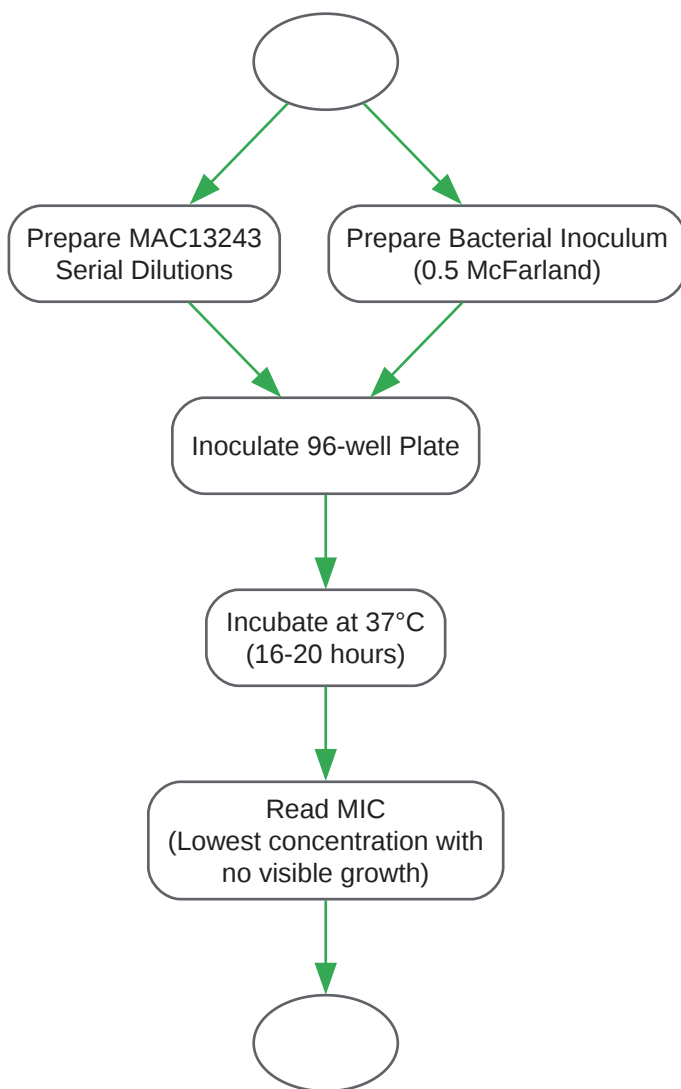 Prepare MAC13243
Serial Dilutions
Prepare Bacterial Inoculum
(0.5 McFarland)
Inoculate 96-well Plate
Incubate at 37°C
(16-20 hours)
Read MIC
(Lowest concentration with
no visible growth)